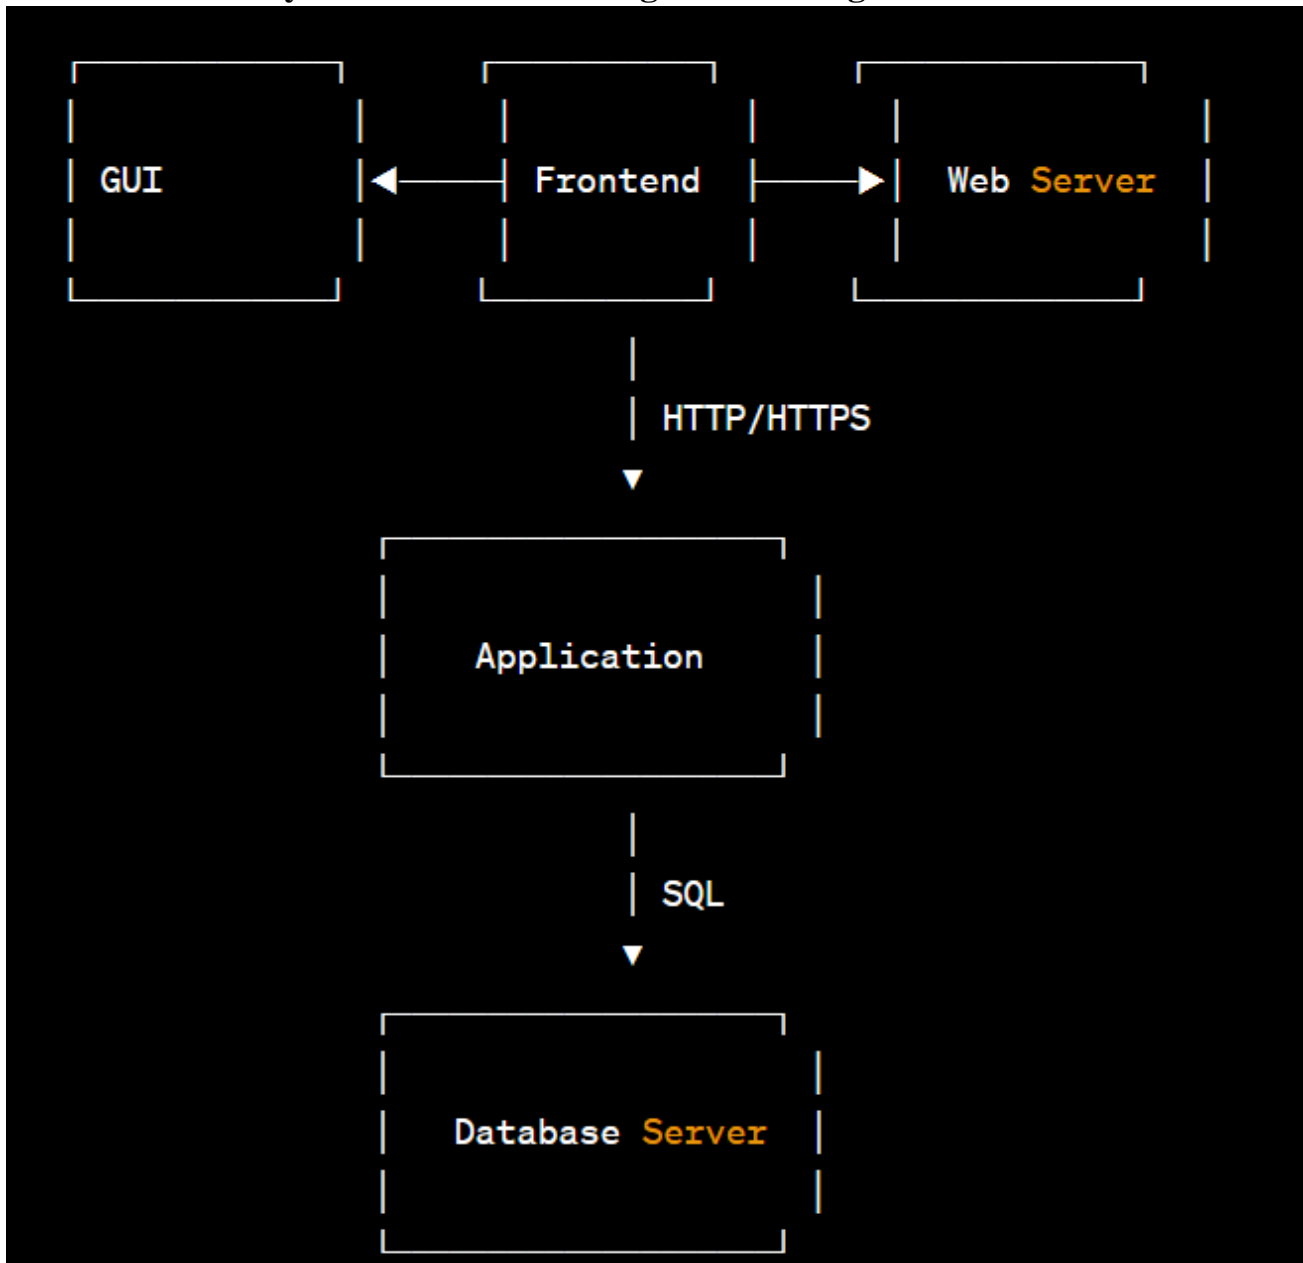 GUI Frontend Web Server
HTTP/HTTPS
Application
SQL
Database Server